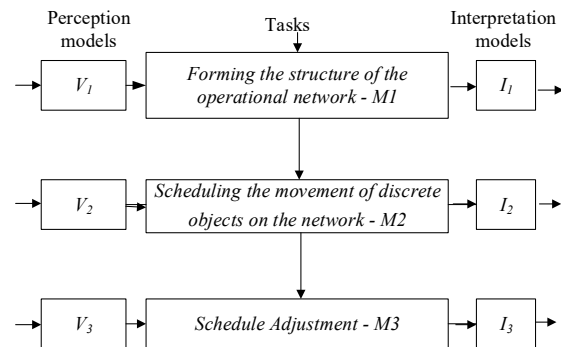 Perception
models
Tasks
Interpretation
models
V1
Forming the structure of the
operational network - M1
I1
V2
Scheduling the movement of discrete
objects on the network - M2
I2
V3
Schedule Adjustment - M3
I3